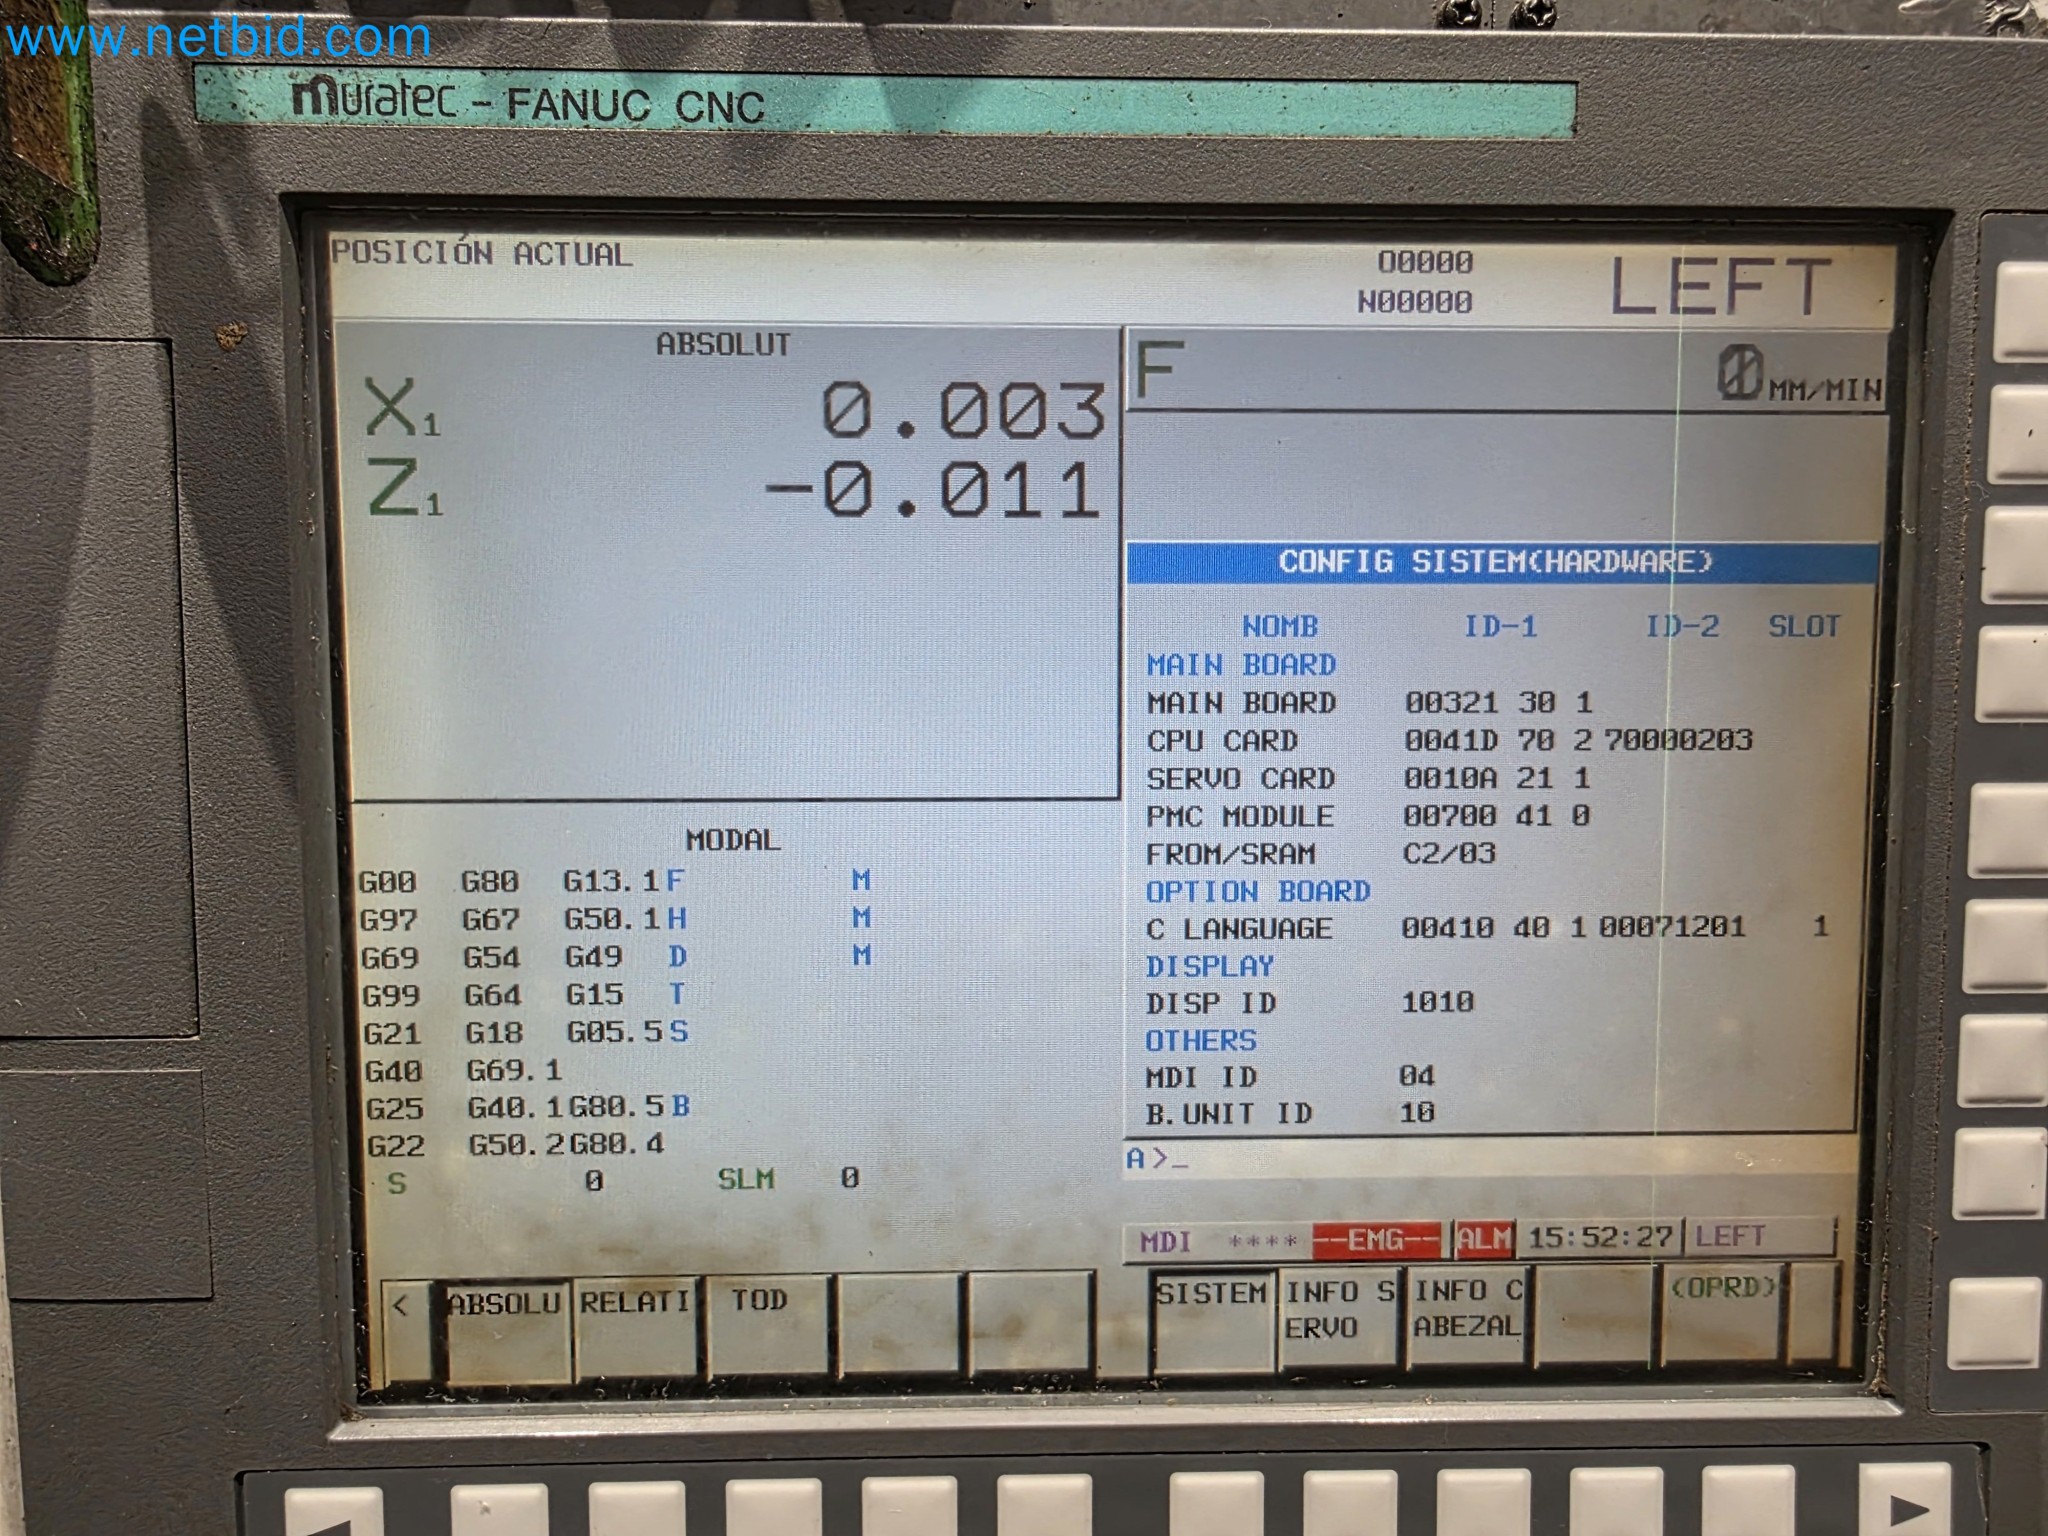 www.netbid.com
muratec - FANUC CNC
POSICIÓN ACTUAL
O0000
N00000
LEFT
ABSOLUT
X1 0.003
Z1 -0.011
F 0 MM/MIN
CONFIG SISTEM(HARDWARE)
NOMB ID-1 ID-2 SLOT
MAIN BOARD
MAIN BOARD 00321 30 1
CPU CARD 0041D 70 2 70000203
SERVO CARD 0010A 21 1
PMC MODULE 00700 41 0
FROM/SRAM C2/03
OPTION BOARD
C LANGUAGE 00410 40 1 00071201 1
DISPLAY
DISP ID 1010
OTHERS
MDI ID 04
B.UNIT ID 10
MODAL
G00 G80 G13.1 F M
G97 G67 G50.1 H M
G69 G54 G49 D M
G99 G64 G15 T
G21 G18 G05.5 S
G40 G69.1
G25 G40.1 G80.5 B
G22 G50.2 G80.4
S 0 SLM 0
A>_
MDI **** --EMG-- ALM 15:52:27 LEFT
< ABSOLU RELATI TOD
SISTEM INFO S INFO C (OPRD)
ERVO ABEZAL